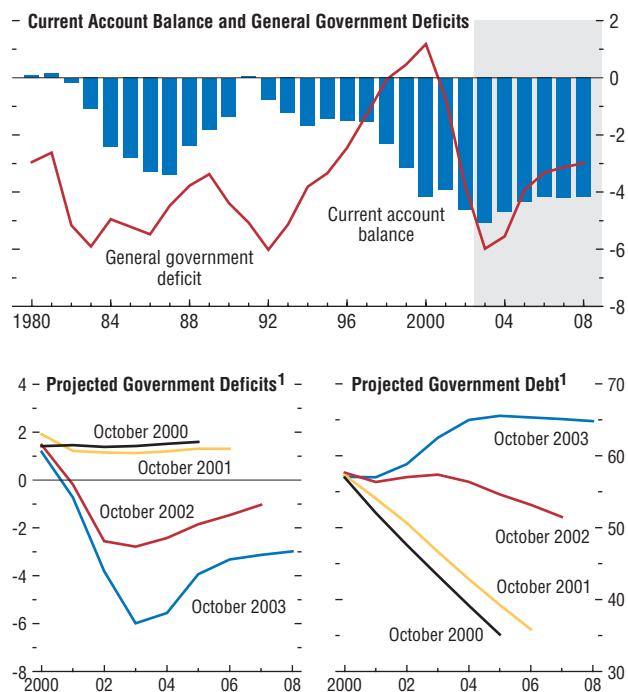 Current Account Balance and General Government Deficits
2
0
-2
-4
-6
-8
General government
deficit
Current account
balance
1980 84 88 92 96 2000 04 08
Projected Government Deficits1
4
2
0
-2
-4
-6
-8
October 2000
October 2001
October 2002
October 2003
2000 02 04 06 08
Projected Government Debt1
70
60
50
40
30
October 2003
October 2002
October 2001
October 2000
2000 02 04 06 08